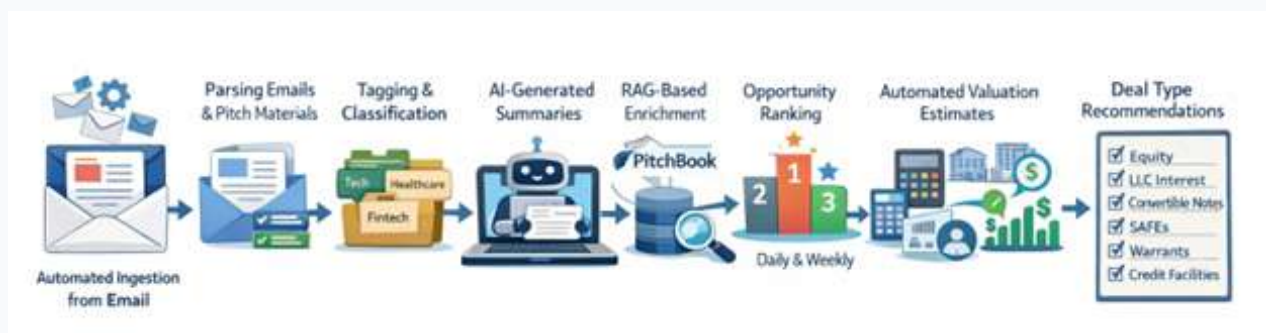 Automated Ingestion
from Email
Parsing Emails
& Pitch Materials
Tagging &
Classification
Tech
Healthcare
Fintech
AI-Generated
Summaries
RAG-Based
Enrichment
PitchBook
Opportunity
Ranking
2
1
3
Daily & Weekly
Automated Valuation
Estimates
$
$
$
Deal Type
Recommendations
Equity
LLC Interest
Convertible Notes
SAFEs
Warrants
Credit Facilities